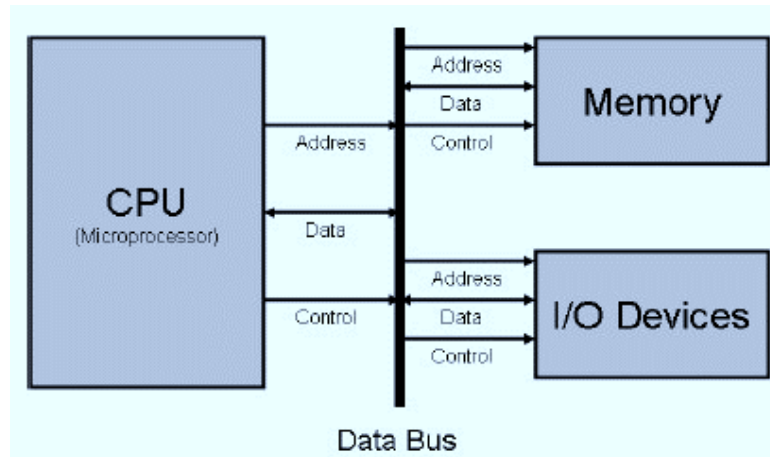 CPU
(Microprocessor)
Address
Data
Control
Address
Data
Control
Memory
Address
Data
Control
I/O Devices
Data Bus